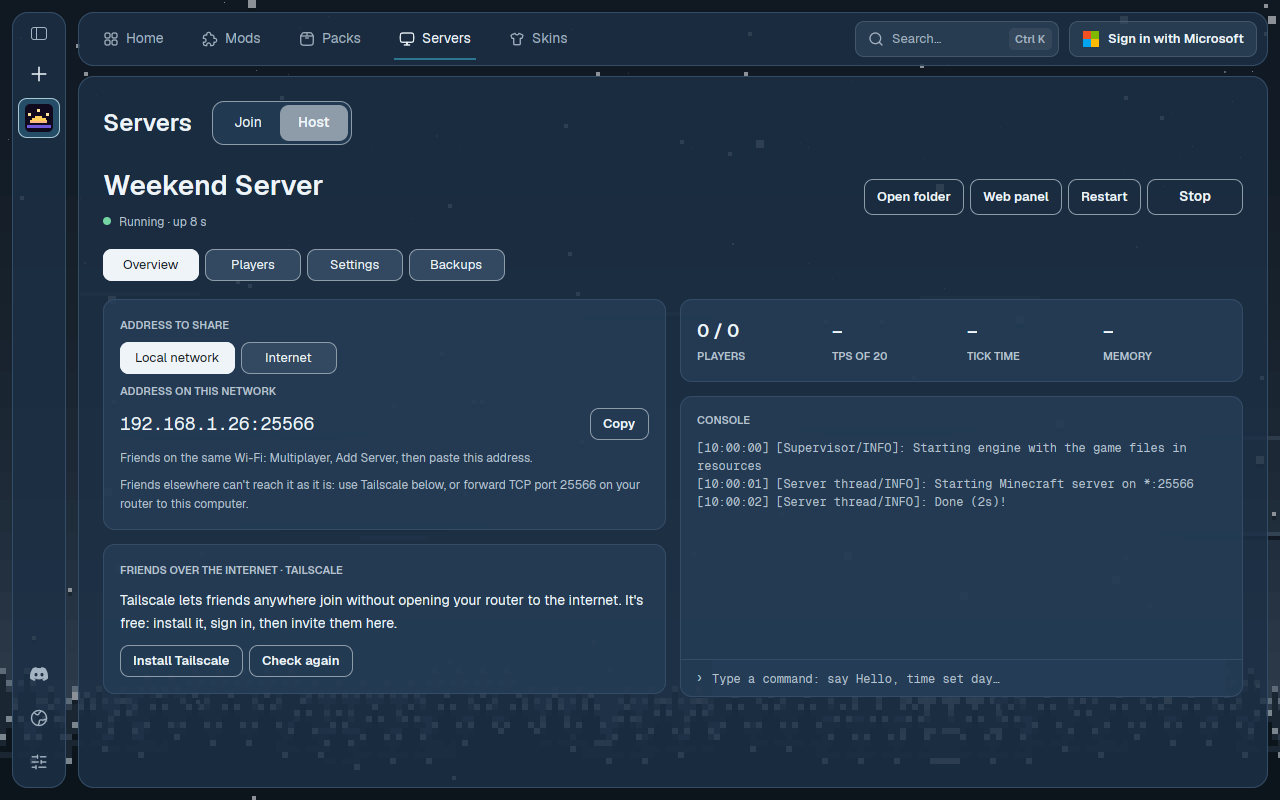 Home
Mods
Packs
Servers
Skins
Search...
Ctrl K
Sign in with Microsoft
Servers
Join
Host
Weekend Server
Running · up 8 s
Open folder
Web panel
Restart
Stop
Overview
Players
Settings
Backups
ADDRESS TO SHARE
Local network
Internet
ADDRESS ON THIS NETWORK
192.168.1.26:25566
Copy
Friends on the same Wi-Fi: Multiplayer, Add Server, then paste this address.
Friends elsewhere can't reach it as it is: use Tailscale below, or forward TCP port 25566 on your
router to this computer.
FRIENDS OVER THE INTERNET · TAILSCALE
Tailscale lets friends anywhere join without opening your router to the internet. It's
free: install it, sign in, then invite them here.
Install Tailscale
Check again
0 / 0
PLAYERS
–
TPS OF 20
–
TICK TIME
–
MEMORY
CONSOLE
[10:00:00] [Supervisor/INFO]: Starting engine with the game files in
resources
[10:00:01] [Server thread/INFO]: Starting Minecraft server on *:25566
[10:00:02] [Server thread/INFO]: Done (2s)!
› Type a command: say Hello, time set day…